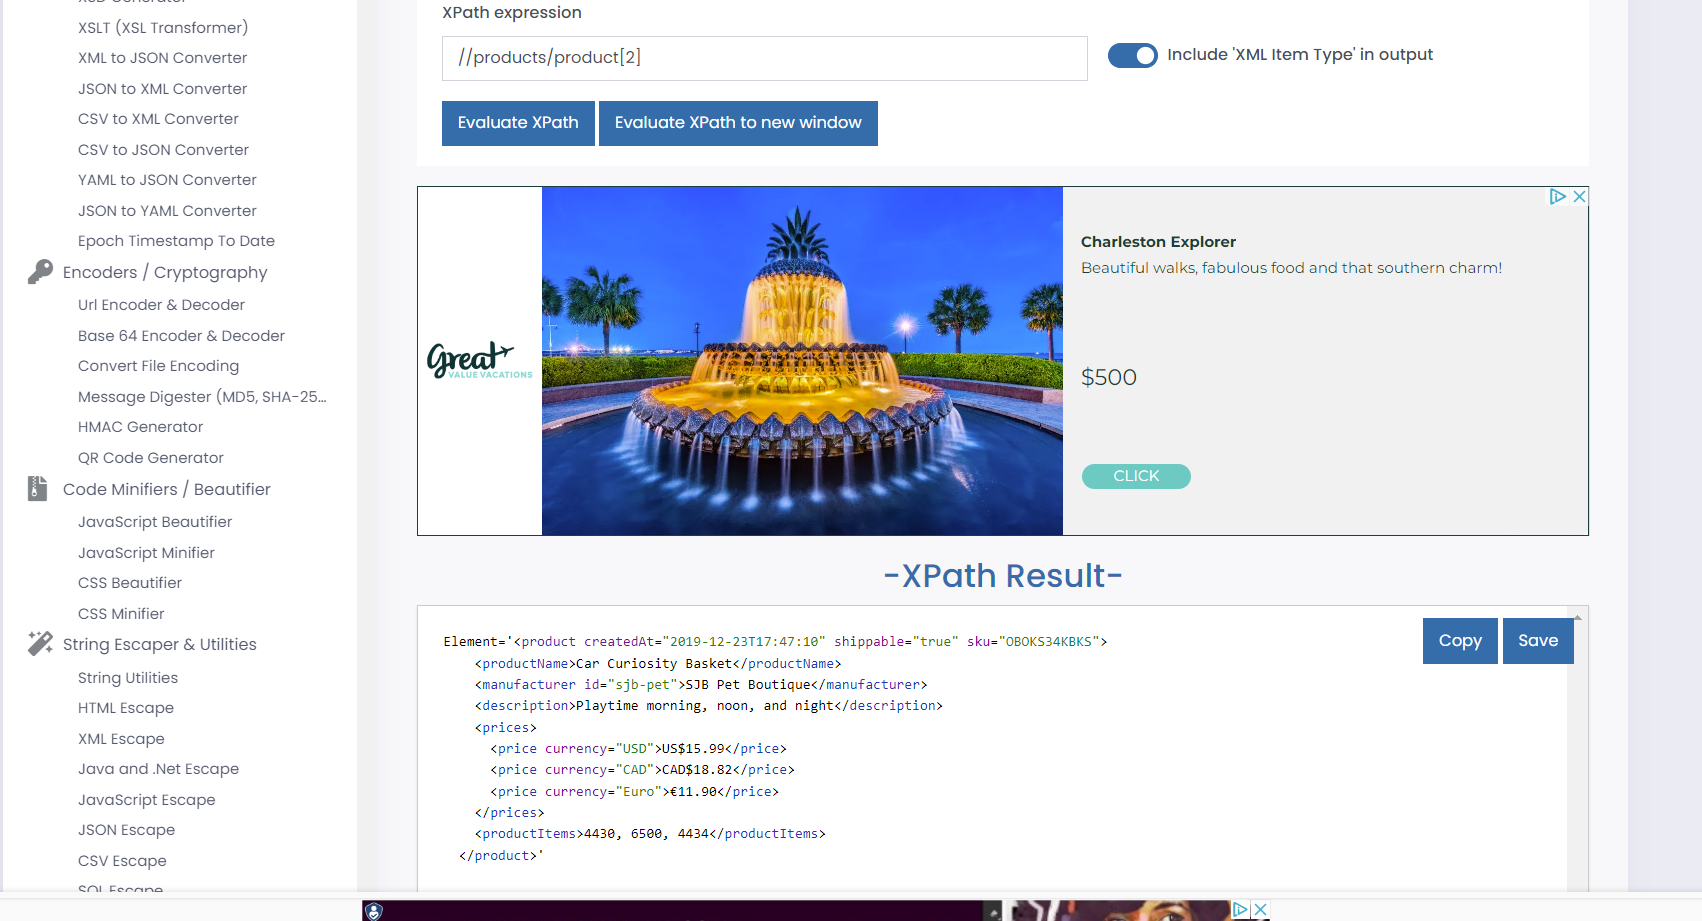 XSD Generator
XSLT (XSL Transformer)
XML to JSON Converter
JSON to XML Converter
CSV to XML Converter
CSV to JSON Converter
YAML to JSON Converter
JSON to YAML Converter
Epoch Timestamp To Date
Encoders / Cryptography
Url Encoder & Decoder
Base 64 Encoder & Decoder
Convert File Encoding
Message Digester (MD5, SHA-25...
HMAC Generator
QR Code Generator
Code Minifiers / Beautifier
JavaScript Beautifier
JavaScript Minifier
CSS Beautifier
CSS Minifier
String Escaper & Utilities
String Utilities
HTML Escape
XML Escape
Java and .Net Escape
JavaScript Escape
JSON Escape
CSV Escape
SQL Escape
XPath expression
//products/product[2]
Include 'XML Item Type' in output
Evaluate XPath
Evaluate XPath to new window
Great
VALUE VACATIONS
Charleston Explorer
Beautiful walks, fabulous food and that southern charm!
$500
CLICK
-XPath Result-
Copy
Save
Element='<product createdAt="2019-12-23T17:47:10" shippable="true" sku="OBOKS34KBKS">
<productName>Car Curiosity Basket</productName>
<manufacturer id="sjb-pet">SJB Pet Boutique</manufacturer>
<description>Playtime morning, noon, and night</description>
<prices>
<price currency="USD">US$15.99</price>
<price currency="CAD">CAD$18.82</price>
<price currency="Euro">€11.90</price>
</prices>
<productItems>4430, 6500, 4434</productItems>
</product>'